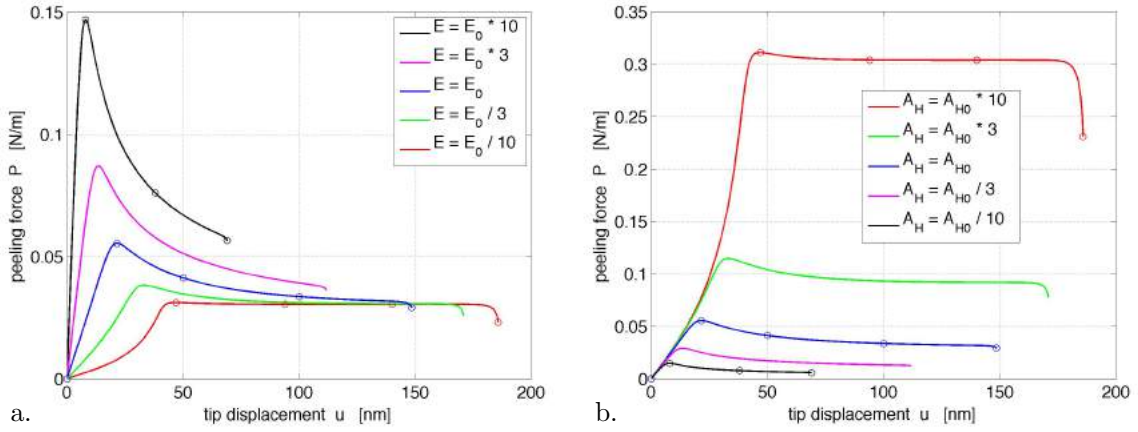 0.15
0.1
0.05
0
peeling force P [N/m]
0 50 100 150 200
tip displacement u [nm]
E = E0 * 10
E = E0 * 3
E = E0
E = E0 / 3
E = E0 / 10
a.
0.35
0.3
0.25
0.2
0.15
0.1
0.05
0
peeling force P [N/m]
0 50 100 150 200
tip displacement u [nm]
AH = AH0 * 10
AH = AH0 * 3
AH = AH0
AH = AH0 / 3
AH = AH0 / 10
b.